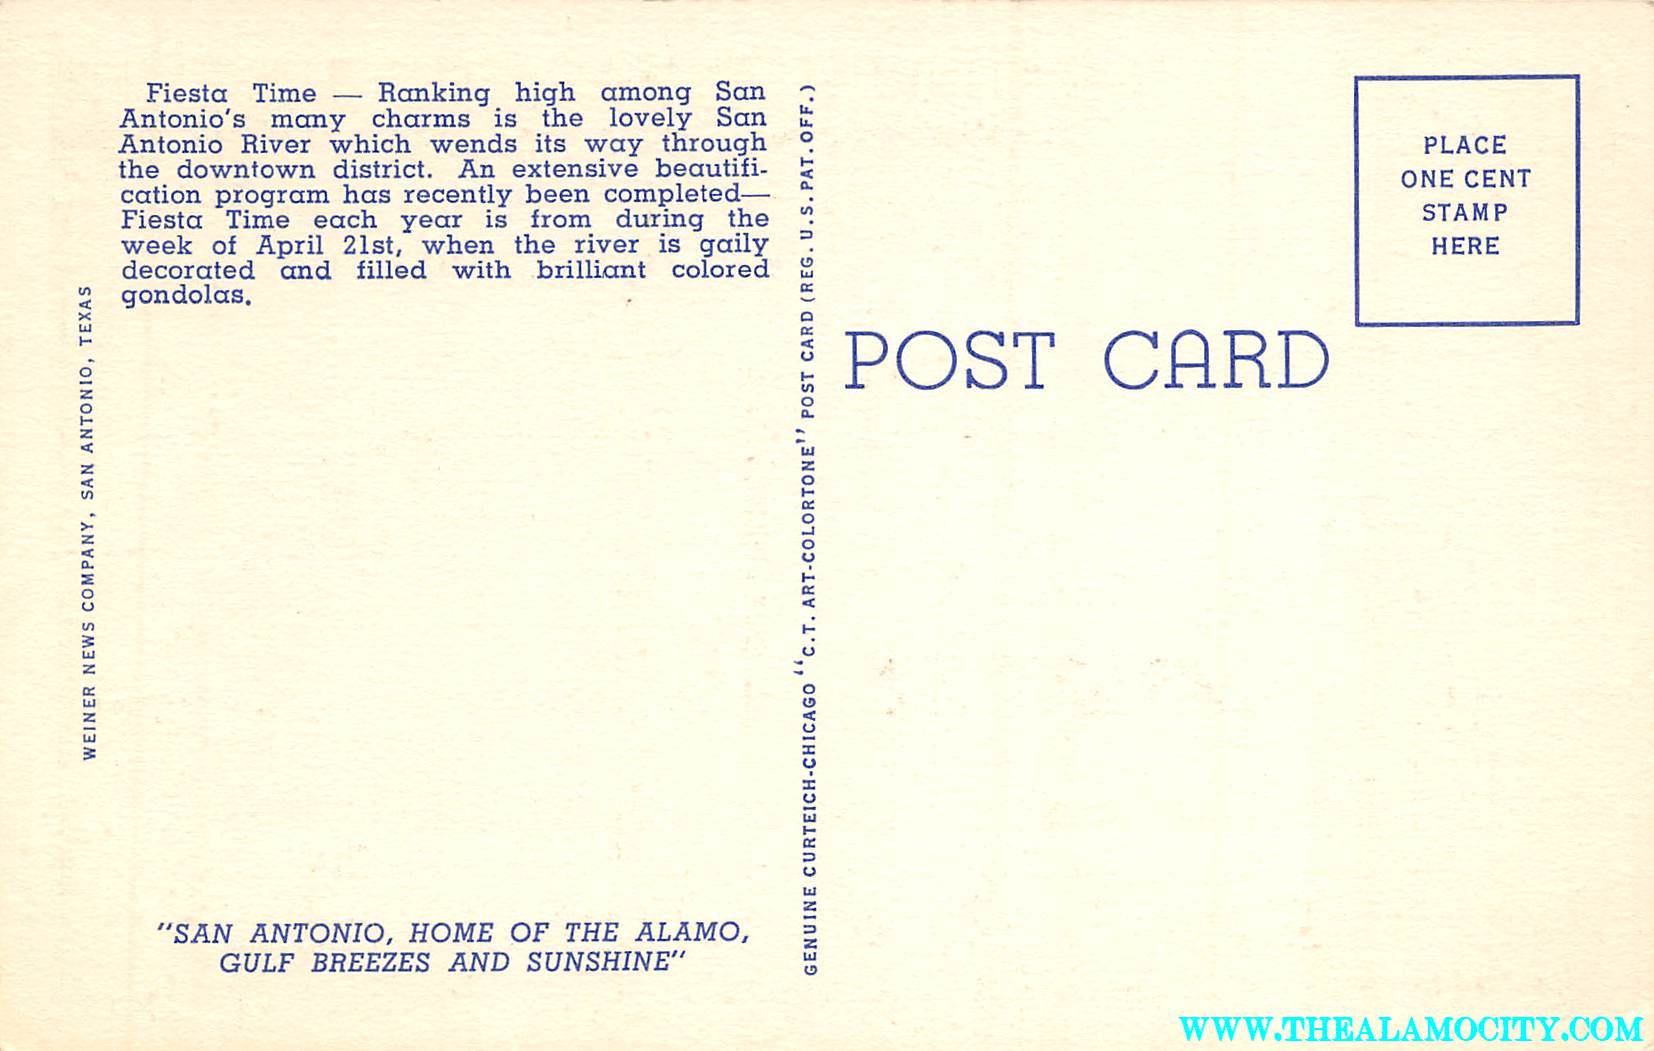 Fiesta Time — Ranking high among San
Antonio's many charms is the lovely San
Antonio River which wends its way through
the downtown district. An extensive beautifi-
cation program has recently been completed—
Fiesta Time each year is from during the
week of April 21st, when the river is gaily
decorated and filled with brilliant colored
gondolas.
WEINER NEWS COMPANY, SAN ANTONIO, TEXAS
"SAN ANTONIO, HOME OF THE ALAMO,
GULF BREEZES AND SUNSHINE"
GENUINE CURTEICH-CHICAGO "C.T. ART-COLORTONE" POST CARD (REG. U.S. PAT. OFF.)
PLACE
ONE CENT
STAMP
HERE
POST CARD
WWW.THEALAMOCITY.COM